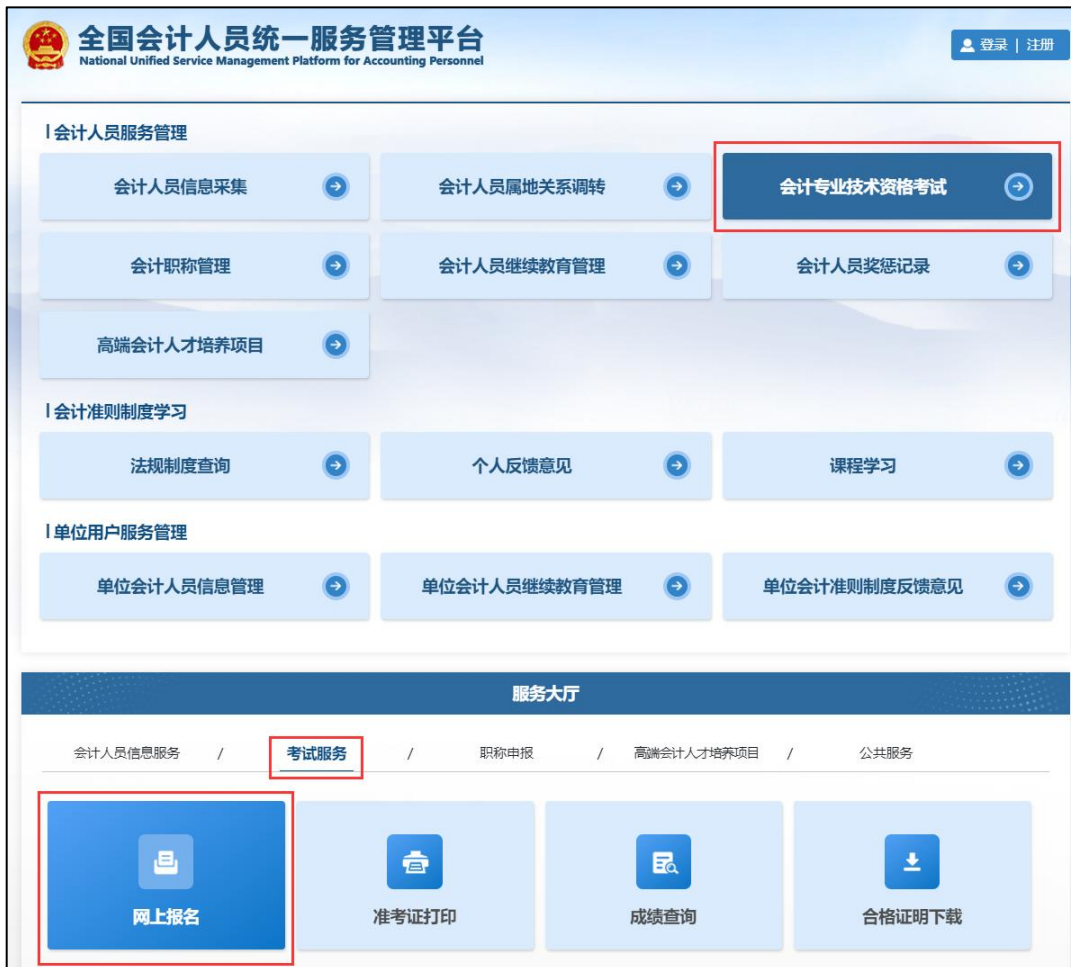 全国会计人员统一服务管理平台
National Unified Service Management Platform for Accounting Personnel
登录 | 注册
会计人员服务管理
会计人员信息采集
会计人员属地关系调转
会计专业技术资格考试
会计职称管理
会计人员继续教育管理
会计人员奖惩记录
高端会计人才培养项目
会计准则制度学习
法规制度查询
个人反馈意见
课程学习
单位用户服务管理
单位会计人员信息管理
单位会计人员继续教育管理
单位会计准则制度反馈意见
服务大厅
会计人员信息服务 / 考试服务 / 职称申报 / 高端会计人才培养项目 / 公共服务
网上报名
准考证打印
成绩查询
合格证明下载